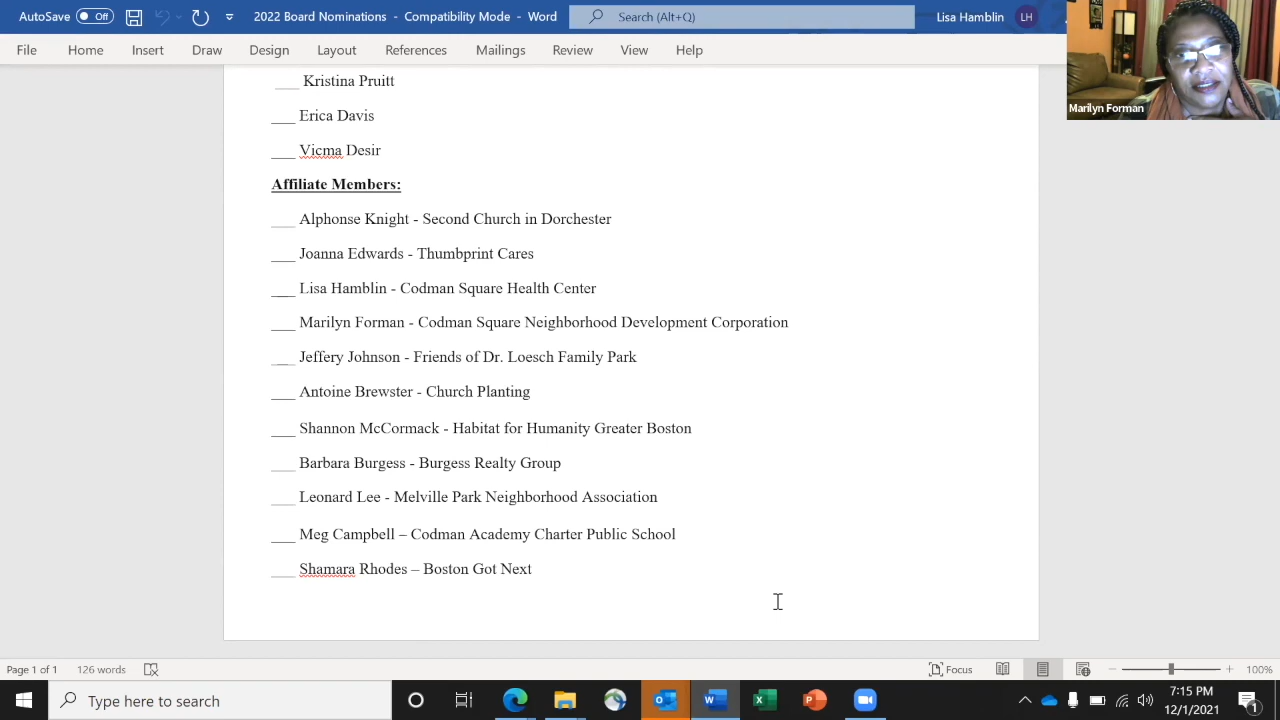 AutoSave Off 2022 Board Nominations - Compatibility Mode - Word Search (Alt+Q) Lisa Hamblin LH
File Home Insert Draw Design Layout References Mailings Review View Help
Marilyn Forman
___ Kristina Pruitt
___ Erica Davis
___ Vicma Desir
Affiliate Members:
___ Alphonse Knight - Second Church in Dorchester
___ Joanna Edwards - Thumbprint Cares
___ Lisa Hamblin - Codman Square Health Center
___ Marilyn Forman - Codman Square Neighborhood Development Corporation
___ Jeffery Johnson - Friends of Dr. Loesch Family Park
___ Antoine Brewster - Church Planting
___ Shannon McCormack - Habitat for Humanity Greater Boston
___ Barbara Burgess - Burgess Realty Group
___ Leonard Lee - Melville Park Neighborhood Association
___ Meg Campbell – Codman Academy Charter Public School
___ Shamara Rhodes – Boston Got Next
Page 1 of 1 126 words Focus 100%
Type here to search 7:15 PM
12/1/2021 1